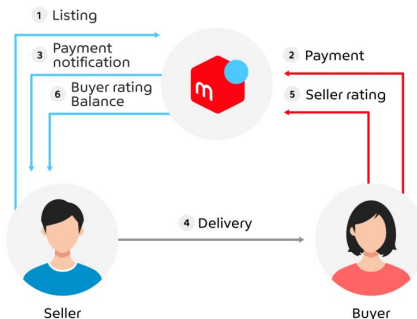 1 Listing
3 Payment
notification
6 Buyer rating
Balance
m
2 Payment
5 Seller rating
4 Delivery
Seller
Buyer